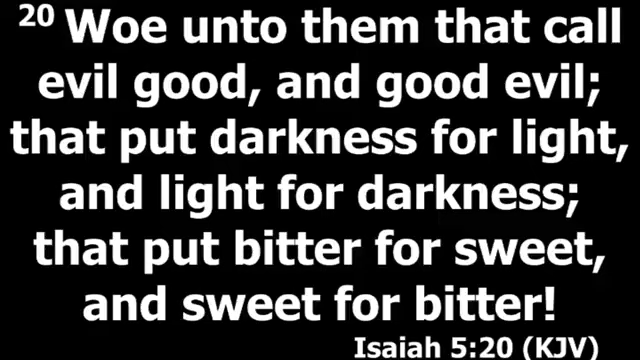 20 Woe unto them that call
evil good, and good evil;
that put darkness for light,
and light for darkness;
that put bitter for sweet,
and sweet for bitter!
Isaiah 5:20 (KJV)